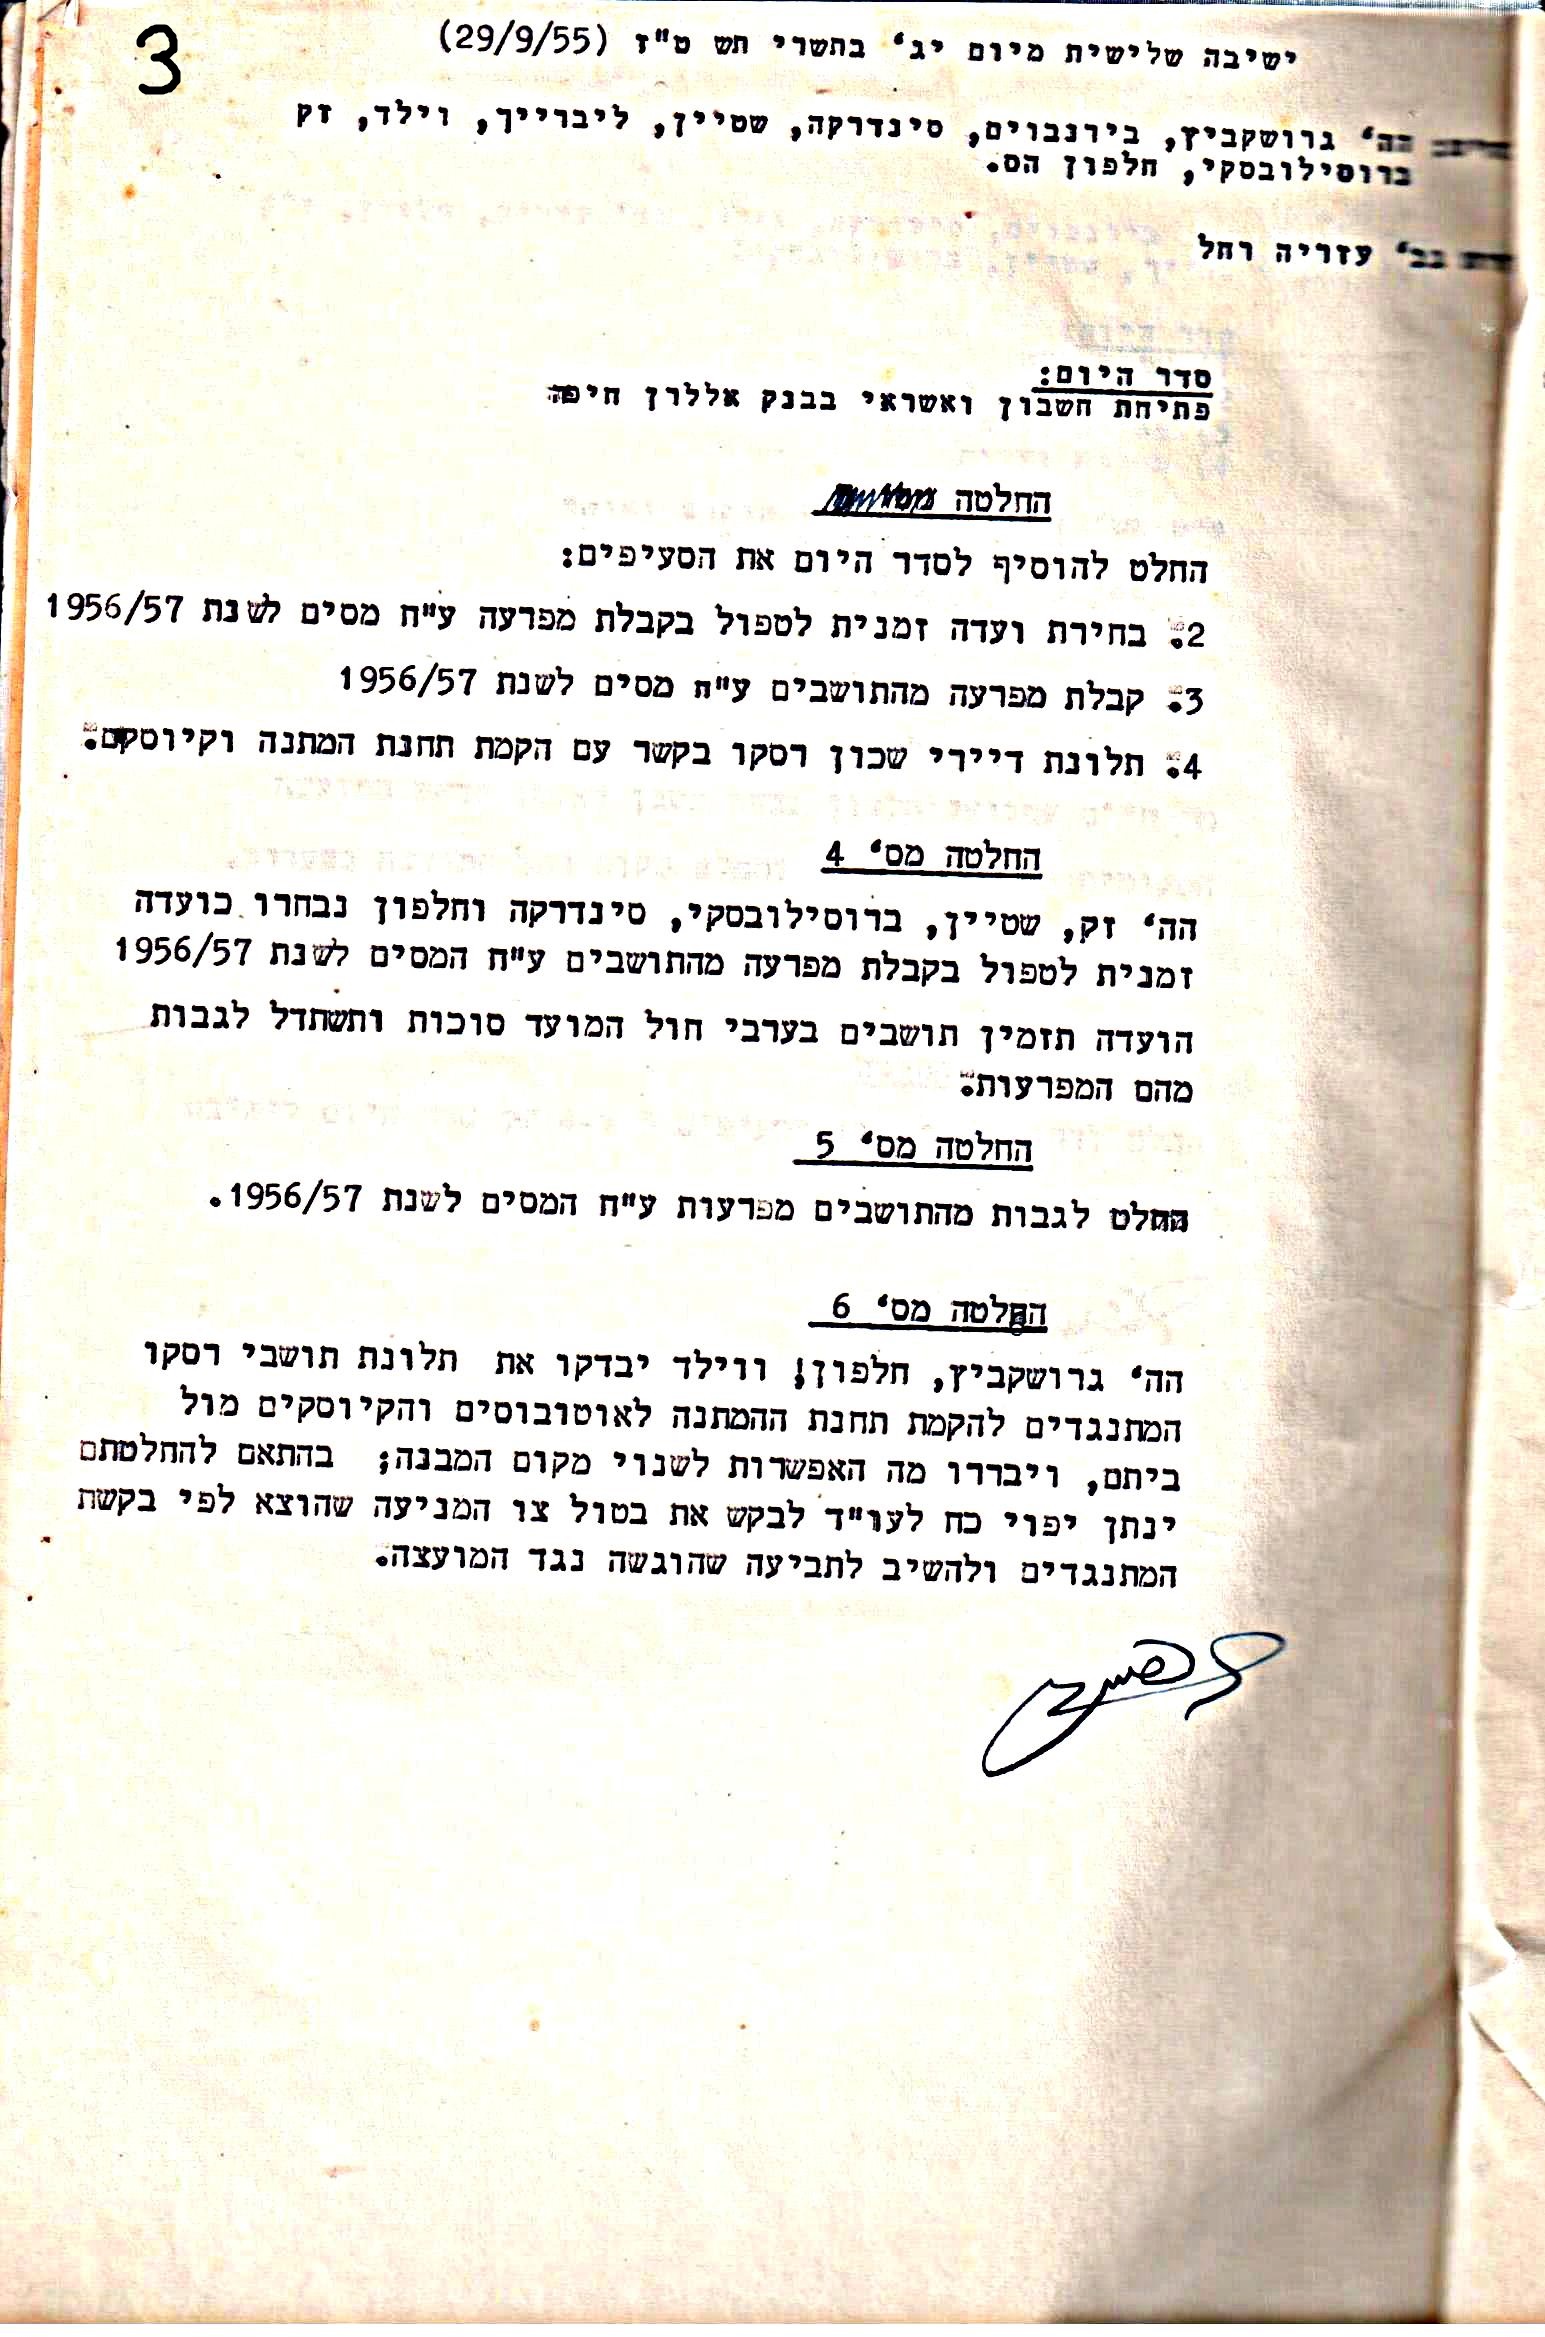 3
ישיבה שלישית מיום יג' בתשרי תש ט"ז (29/9/55)
הה' גרושקביץ, בירנבוים, סינדרקה, שטיין, ליברייך, וילד, זק
ברוסילובסקי, חלפון הס.
גב' עזריה רחל
סדר היום:
פתיחת חשבון ואשראי בבנק אללרן חיפה
החלטה
החלט להוסיף לסדר היום את הסעיפים:
2. בחירת ועדה זמנית לטפול בקבלת מפרעה ע"ח מסים לשנת 1956/57
3. קבלת מפרעה מהתושבים ע"ח מסים לשנת 1956/57
4. תלונת דיירי שכון רסקו בקשר עם הקמת תחנת המתנה וקיוסקים.
החלטה מס' 4
הה' זק, שטיין, ברוסילובסקי, סינדרקה וחלפון נבחרו כועדה
זמנית לטפול בקבלת מפרעה מהתושבים ע"ח המסים לשנת 1956/57
הועדה תזמין תושבים בערבי חול המועד סוכות ותשתדל לגבות
מהם המפרעות.
החלטה מס' 5
החלט לגבות מהתושבים מפרעות ע"ח המסים לשנת 1956/57.
החלטה מס' 6
הה' גרושקביץ, חלפון, ווילד יבדקו את תלונת תושבי רסקו
המתנגדים להקמת תחנת ההמתנה לאוטובוסים והקיוסקים מול
ביתם, ויבררו מה האפשרות לשנוי מקום המבנה; בהתאם להחלטתם
ינתן יפוי כח לעו"ד לבקש את בטול צו המניעה שהוצא לפי בקשת
המתנגדים ולהשיב לתביעה שהוגשה נגד המועצה.